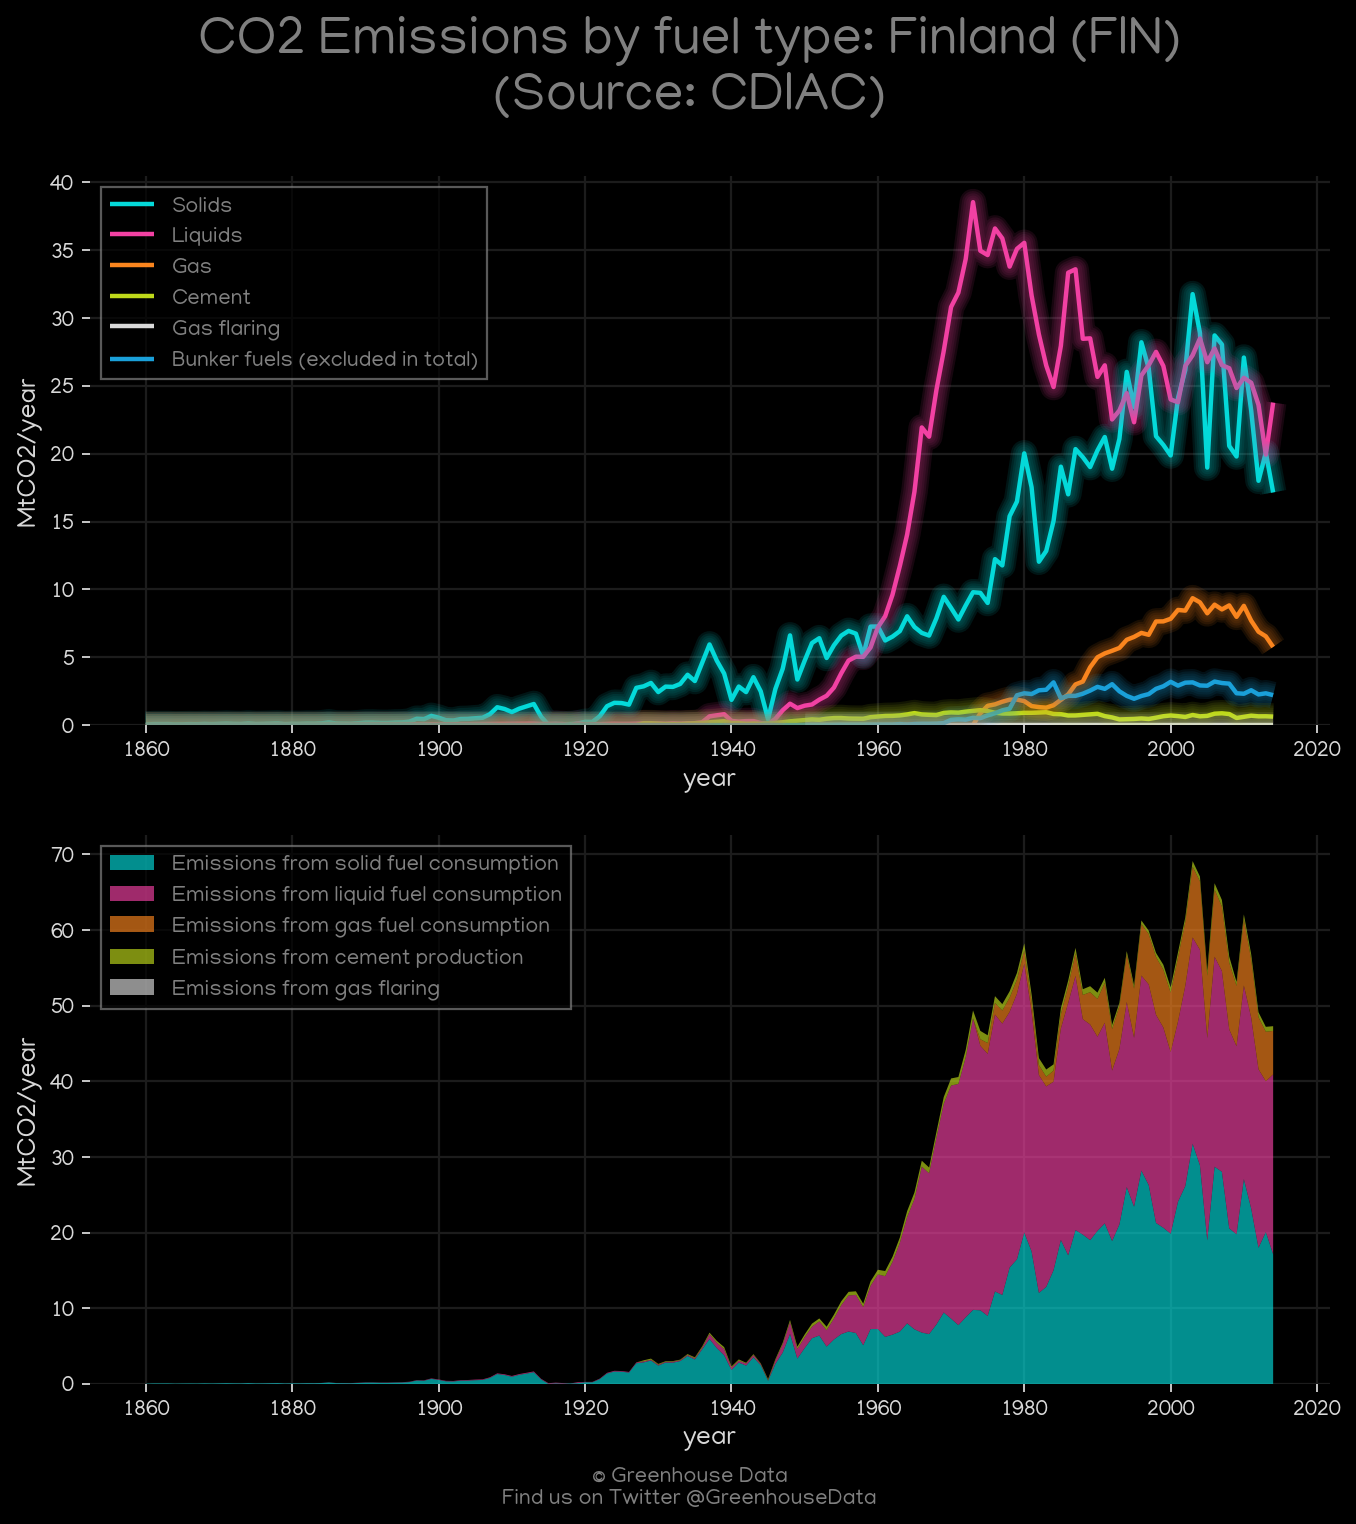 CO2 Emissions by fuel type: Finland (FIN)
(Source: CDIAC)
40
35
30
25
20
15
10
5
0
MtCO2/year
Solids
Liquids
Gas
Cement
Gas flaring
Bunker fuels (excluded in total)
1860 1880 1900 1920 1940 1960 1980 2000 2020
year
70
60
50
40
30
20
10
0
MtCO2/year
Emissions from solid fuel consumption
Emissions from liquid fuel consumption
Emissions from gas fuel consumption
Emissions from cement production
Emissions from gas flaring
1860 1880 1900 1920 1940 1960 1980 2000 2020
year
© Greenhouse Data
Find us on Twitter @GreenhouseData